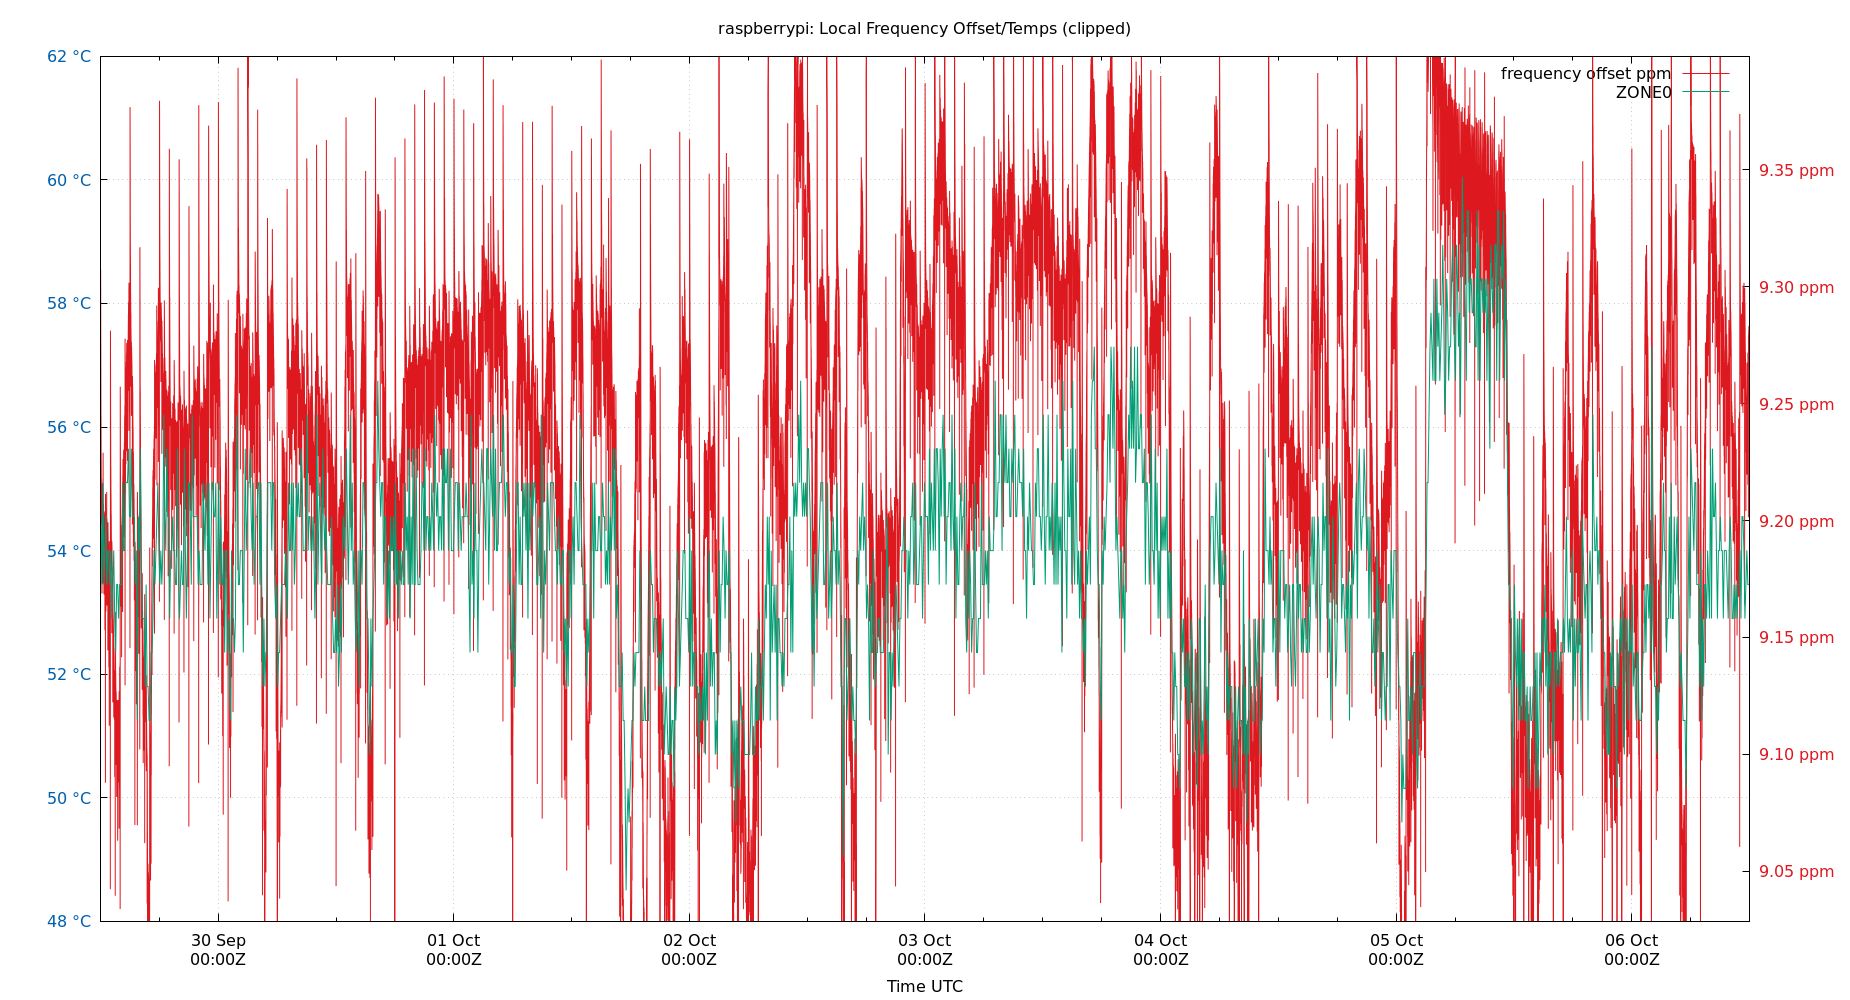 raspberrypi: Local Frequency Offset/Temps (clipped)
62 °C
60 °C
58 °C
56 °C
54 °C
52 °C
50 °C
48 °C
frequency offset ppm
ZONE0
9.35 ppm
9.30 ppm
9.25 ppm
9.20 ppm
9.15 ppm
9.10 ppm
9.05 ppm
30 Sep 01 Oct 02 Oct 03 Oct 04 Oct 05 Oct 06 Oct
00:00Z 00:00Z 00:00Z 00:00Z 00:00Z 00:00Z 00:00Z
Time UTC